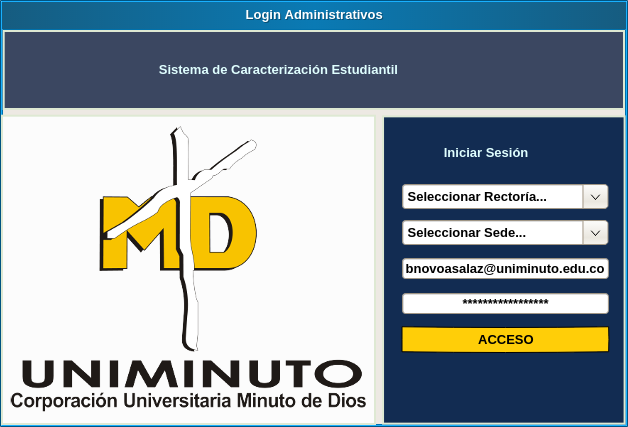 Login Administrativos
Sistema de Caracterización Estudiantil
MD
UNIMINUTO
Corporación Universitaria Minuto de Dios
Iniciar Sesión
Seleccionar Rectoría...
Seleccionar Sede...
bnovoasalaz@uniminuto.edu.co
*****************
ACCESO